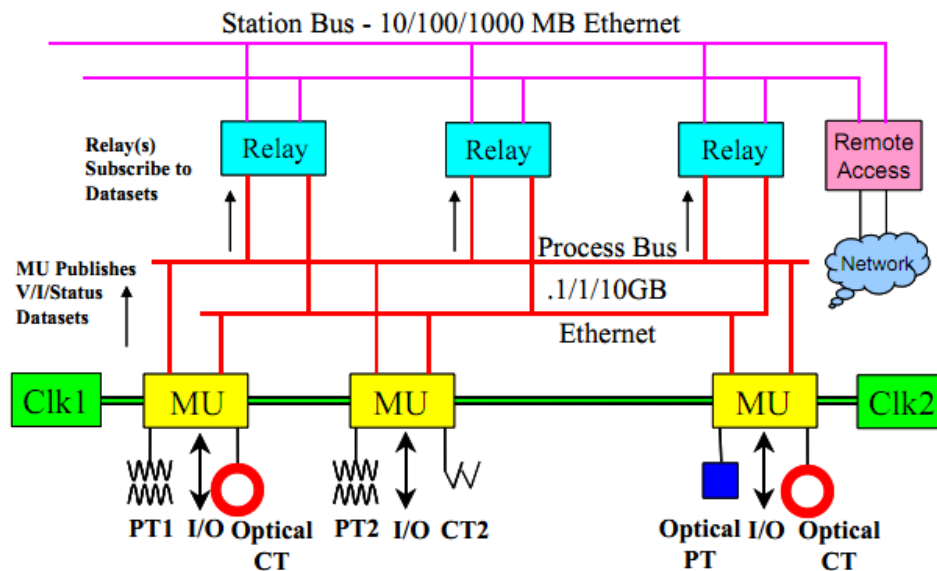 Station Bus - 10/100/1000 MB Ethernet
Relay(s)
Subscribe to
Datasets
Relay
Relay
Relay
Remote
Access
MU Publishes
V/I/Status
Datasets
Process Bus
.1/1/10GB
Ethernet
Network
Clk1
MU
MU
MU
Clk2
PT1
I/O
Optical
CT
PT2
I/O
CT2
Optical
PT
I/O
Optical
CT